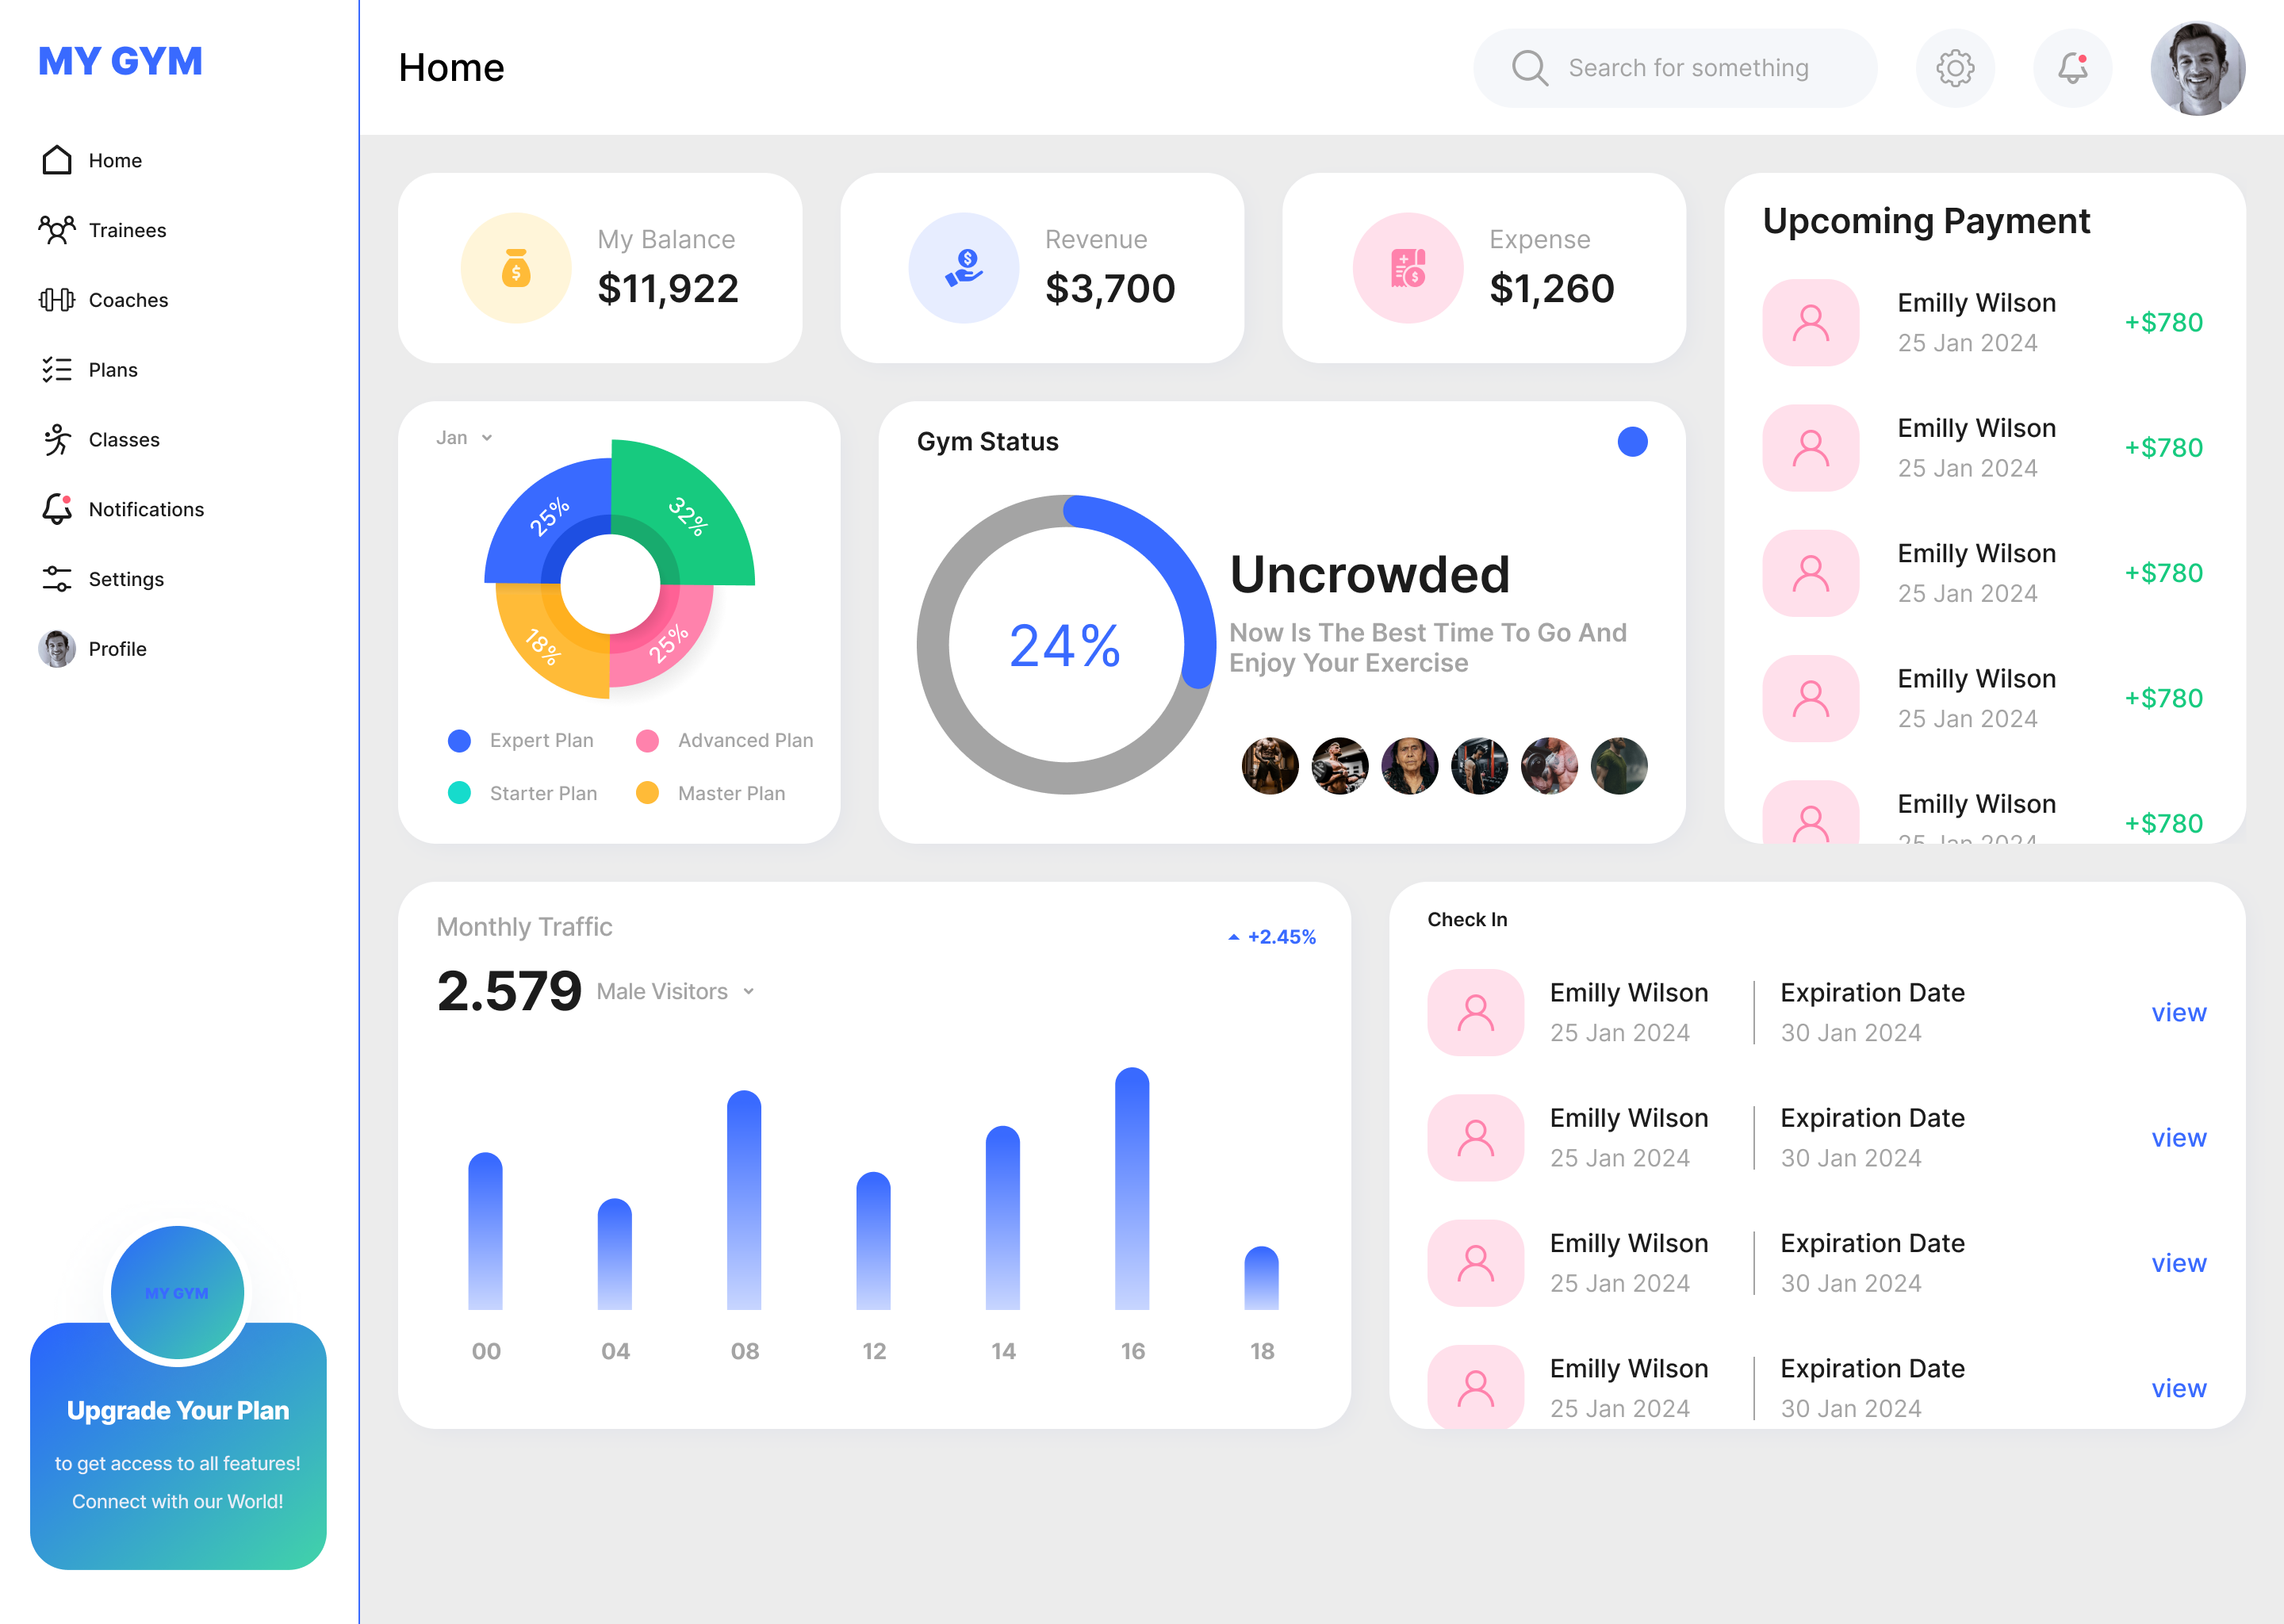 MY GYM
Home
Trainees
Coaches
Plans
Classes
Notifications
Settings
Profile
MY GYM
Upgrade Your Plan
to get access to all features!
Connect with our World!
Home
Search for something
My Balance
$11,922
Revenue
$3,700
Expense
$1,260
Jan
25%
32%
18%
25%
Expert Plan
Advanced Plan
Starter Plan
Master Plan
Gym Status
24%
Uncrowded
Now Is The Best Time To Go And
Enjoy Your Exercise
Upcoming Payment
Emilly Wilson
25 Jan 2024
+$780
Emilly Wilson
25 Jan 2024
+$780
Emilly Wilson
25 Jan 2024
+$780
Emilly Wilson
25 Jan 2024
+$780
Emilly Wilson
25 Jan 2024
+$780
Monthly Traffic
+2.45%
2.579 Male Visitors
00 04 08 12 14 16 18
Check In
Emilly Wilson
25 Jan 2024
Expiration Date
30 Jan 2024
view
Emilly Wilson
25 Jan 2024
Expiration Date
30 Jan 2024
view
Emilly Wilson
25 Jan 2024
Expiration Date
30 Jan 2024
view
Emilly Wilson
25 Jan 2024
Expiration Date
30 Jan 2024
view